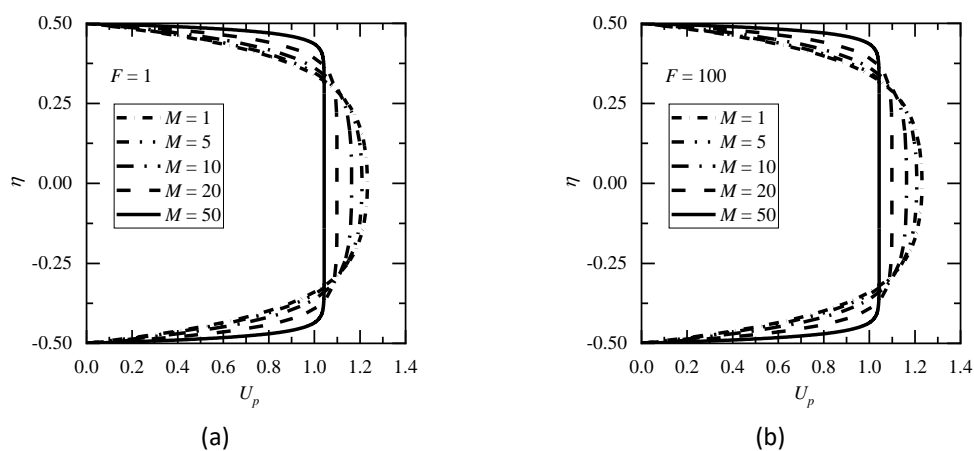 0.50
0.25
0.00
-0.25
-0.50
η
F = 1
M = 1
M = 5
M = 10
M = 20
M = 50
0.0 0.2 0.4 0.6 0.8 1.0 1.2 1.4
U_p
(a)
0.50
0.25
0.00
-0.25
-0.50
η
F = 100
M = 1
M = 5
M = 10
M = 20
M = 50
0.0 0.2 0.4 0.6 0.8 1.0 1.2 1.4
U_p
(b)